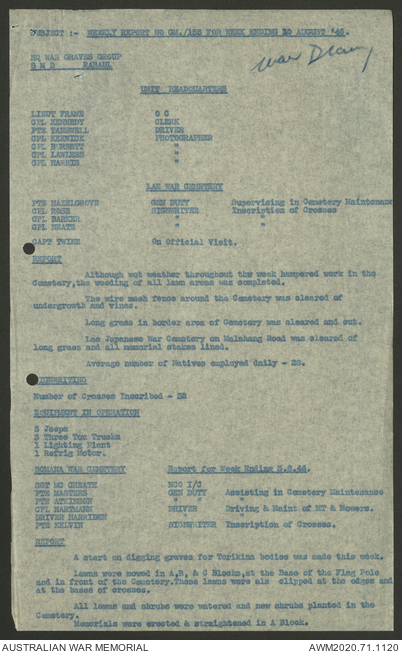 SUBJECT :- WEEKLY REPORT NO GM./155 FOR WEEK ENDING 10 AUGUST '46.
War Diary
HQ WAR GRAVES GROUP
8 M D RABAUL
UNIT HEADQUARTERS
LIEUT FRAME O C
CPL KENNEDY CLERK
PTE TANSWELL DRIVER
CPL KESWICK PHOTOGRAPHER
CPL BURNETT "
CPL LAWLESS "
CPL HARRIS "
LAE WAR CEMETERY
PTE HAZELGROVE GEN DUTY Supervising in Cemetery Maintenance
CPL ROSE SIGNWRITER Inscription of Crosses
CPL BARKER " "
CPL NEATE " "
CAPT TWINE On Official Visit.
REPORT
Although wet weather throughout the week hampered work in the
Cemetery, the weeding of all lawn areas was completed.
The wire mesh fence around the Cemetery was cleared of
undergrowth and vines.
Long grass in border area of Cemetery was cleared and cut.
Lae Japanese War Cemetery on Malahang Road was cleared of
long grass and all memorial stakes lined.
Average number of Natives employed daily - 28.
Number of Crosses Inscribed - 32
EQUIPMENT IN OPERATION
3 Jeeps
3 Three Ton Trucks
1 Lighting Plant
1 Refrig Motor.
BOMANA WAR CEMETERY Report for Week Ending 3.8.46.
SGT MC CREATH NCO I/C
PTE MASTERS GEN DUTY Assisting in Cemetery Maintenance
PTE ATKINSON " "
CPL HARTMANN DRIVER Driving & Maint of MT & Mowers.
DRIVER HARRIDEN "
PTE KELVIN SIGNWRITER Inscription of Crosses.
REPORT
A start on digging graves for Torikina bodies was made this week.
Lawns were mowed in A,B, & C Blocks, at the Base of the Flag Pole
and in front of the Cemetery. These lawns were als clipped at the edges and
at the bases of crosses.
All lawns and shrubs were watered and new shrubs planted in the
Cemetery.
Memorials were erected & straightened in A Block.
AUSTRALIAN WAR MEMORIAL AWM2020.71.1120